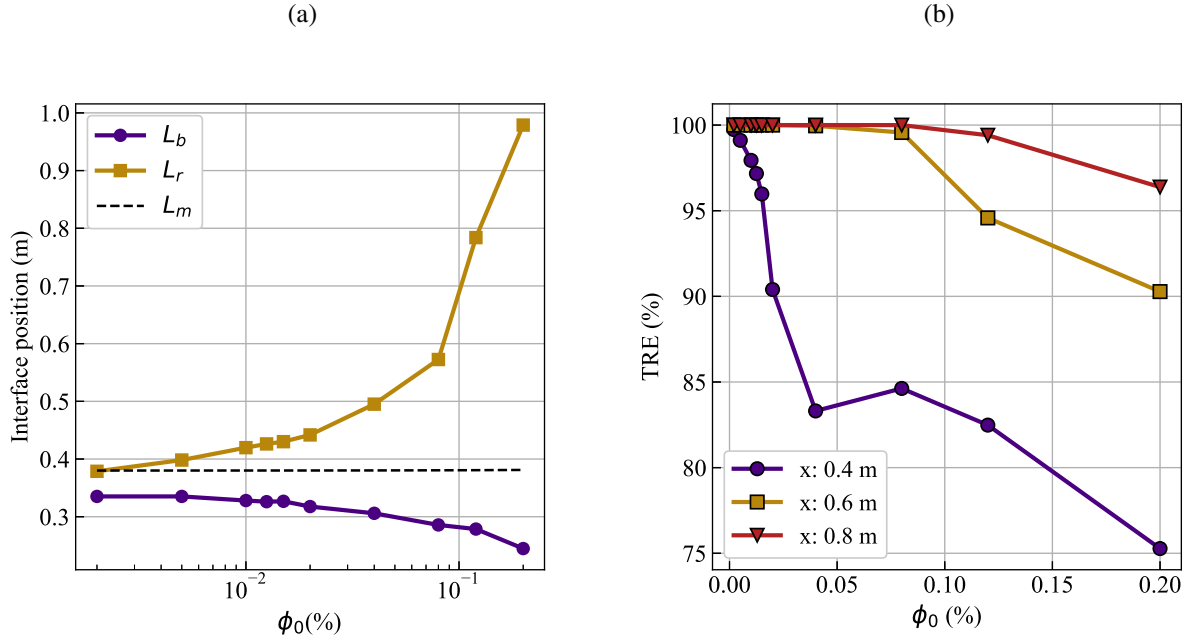 (a)
(b)
1.0
0.9
0.8
0.7
0.6
0.5
0.4
0.3
Interface position (m)
L_b
L_r
L_m
10⁻²
10⁻¹
ϕ₀(%)
100
95
90
85
80
75
TRE (%)
x: 0.4 m
x: 0.6 m
x: 0.8 m
0.00
0.05
0.10
0.15
0.20
ϕ₀ (%)